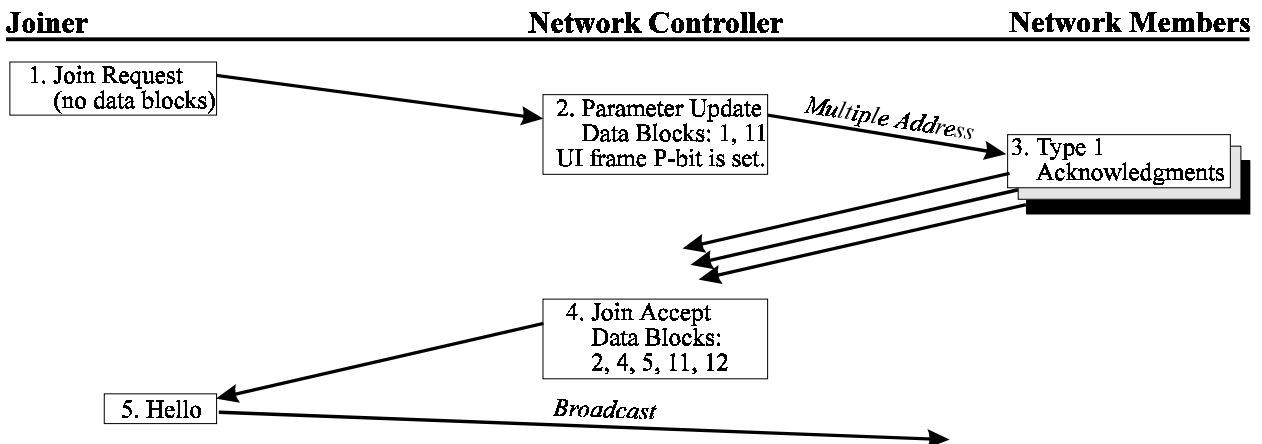 Joiner
Network Controller
Network Members
1. Join Request
(no data blocks)
2. Parameter Update
Data Blocks: 1, 11
UI frame P-bit is set.
Multiple Address
3. Type 1
Acknowledgments
4. Join Accept
Data Blocks:
2, 4, 5, 11, 12
5. Hello
Broadcast